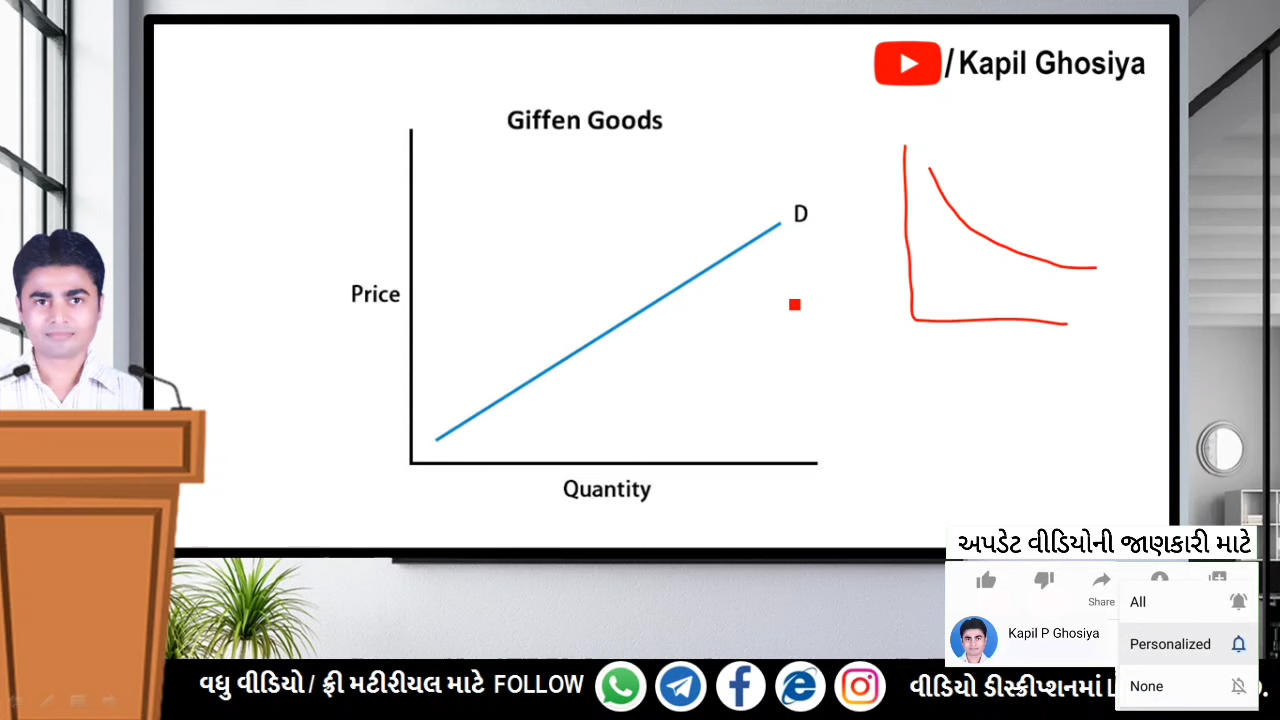 /Kapil Ghosiya
Giffen Goods
D
Price
Quantity
અપડેટ વીડિયોની જાણકારી માટે
Share
All
Kapil P Ghosiya
Personalized
None
વધુ વીડિયો / ફ્રી મટીરીયલ માટે FOLLOW
વીડિયો ડીસ્ક્રીપ્શનમાં